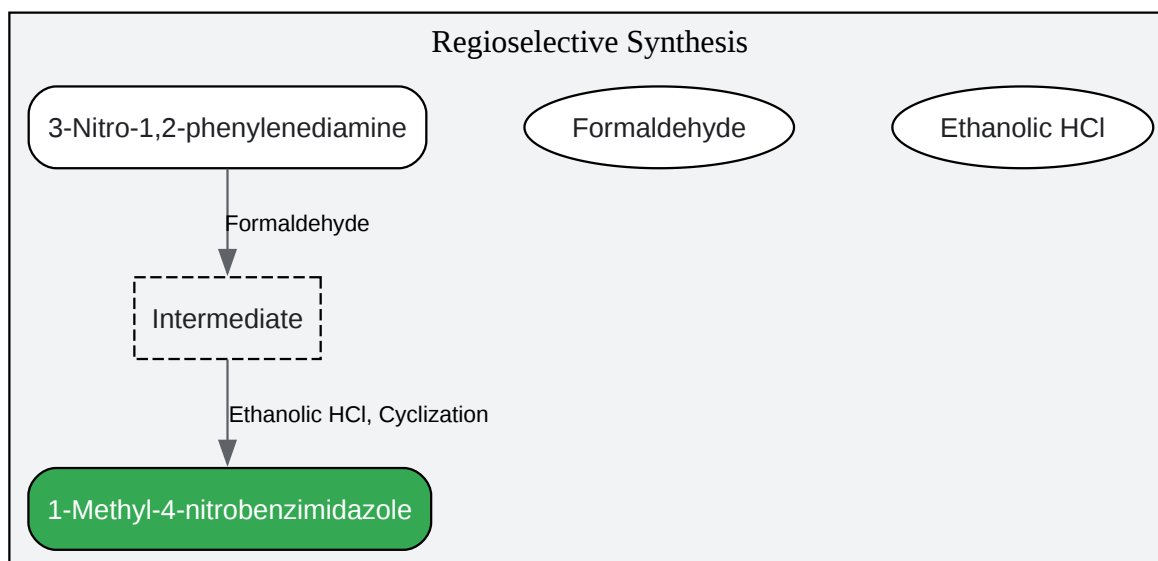 Regioselective Synthesis
3-Nitro-1,2-phenylenediamine
Formaldehyde
Ethanolic HCl
Formaldehyde
Intermediate
Ethanolic HCl, Cyclization
1-Methyl-4-nitrobenzimidazole